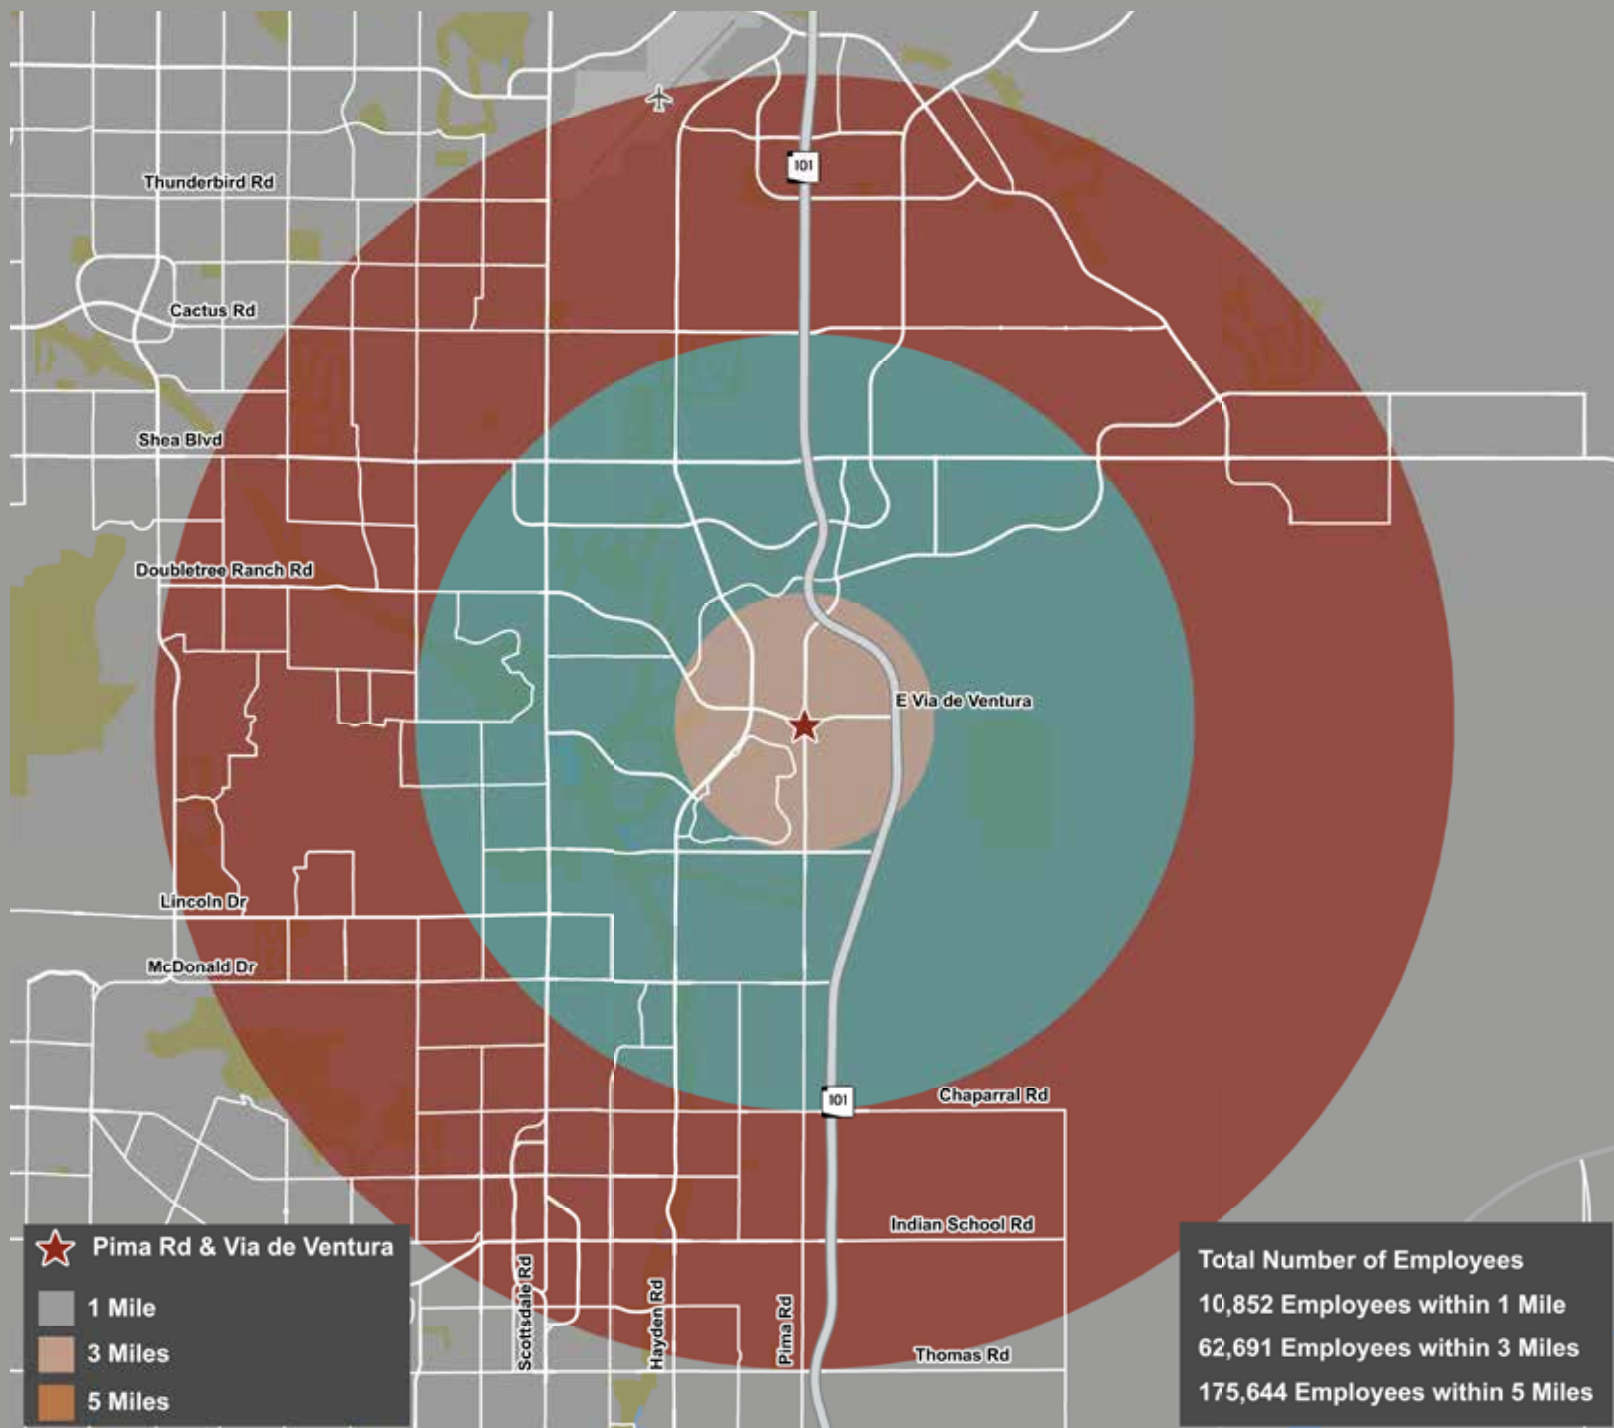 101
Thunderbird Rd
Cactus Rd
Shea Blvd
Doubletree Ranch Rd
E Via de Ventura
Lincoln Dr
McDonald Dr
101
Chaparral Rd
Indian School Rd
Thomas Rd
Scottsdale Rd
Hayden Rd
Pima Rd
Pima Rd & Via de Ventura
1 Mile
3 Miles
5 Miles
Total Number of Employees
10,852 Employees within 1 Mile
62,691 Employees within 3 Miles
175,644 Employees within 5 Miles